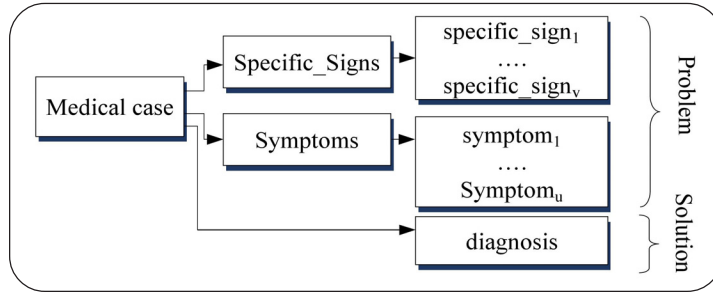 Medical case
Specific_Signs
specific_sign₁
....
specific_signᵥ
Symptoms
symptom₁
....
Symptomᵤ
diagnosis
Problem
Solution